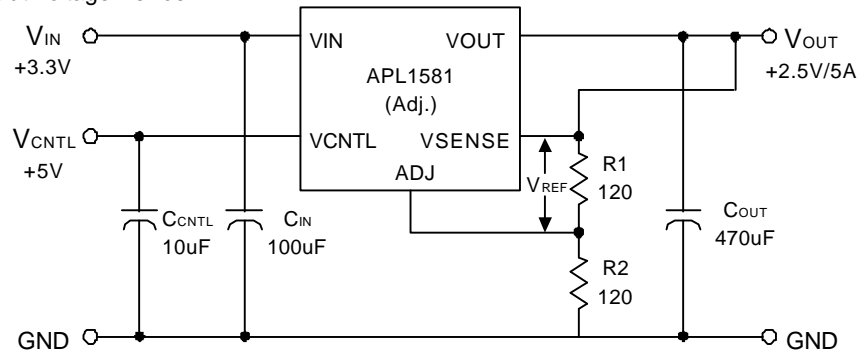 VIN
+3.3V
VIN
VOUT
VOUT
+2.5V/5A
APL1581
(Adj.)
VCNTL
+5V
VCNTL
VSENSE
ADJ
VREF
R1
120
CCNTL
10uF
CIN
100uF
COUT
470uF
R2
120
GND
GND